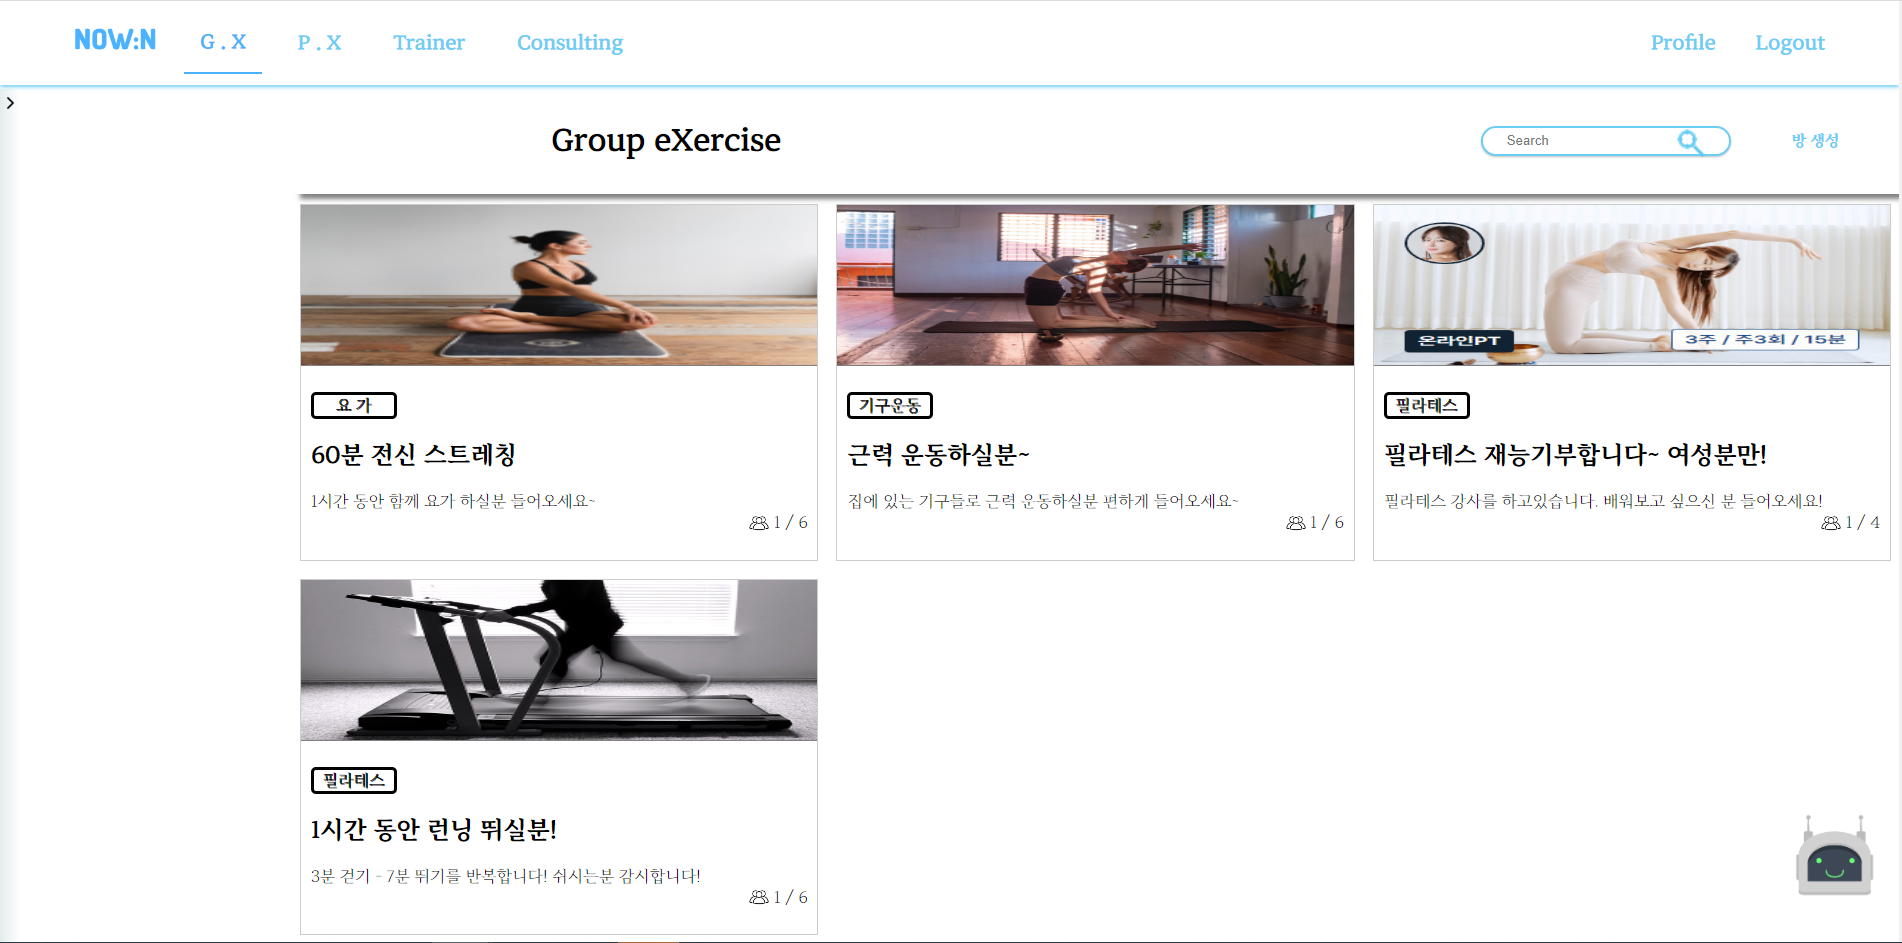 NOW:N
G . X
P . X
Trainer
Consulting
Profile
Logout
Group eXercise
Search
방 생성
온라인PT
3주 / 주3회 / 15분
요 가
60분 전신 스트레칭
1시간 동안 함께 요가 하실분 들어오세요~
1 / 6
기구운동
근력 운동하실분~
집에 있는 기구들로 근력 운동하실분 편하게 들어오세요~
1 / 6
필라테스
필라테스 재능기부합니다~ 여성분만!
필라테스 강사를 하고있습니다. 배워보고 싶으신 분 들어오세요!
1 / 4
필라테스
1시간 동안 런닝 뛰실분!
3분 걷기 - 7분 뛰기를 반복합니다! 쉬시는분 감시합니다!
1 / 6